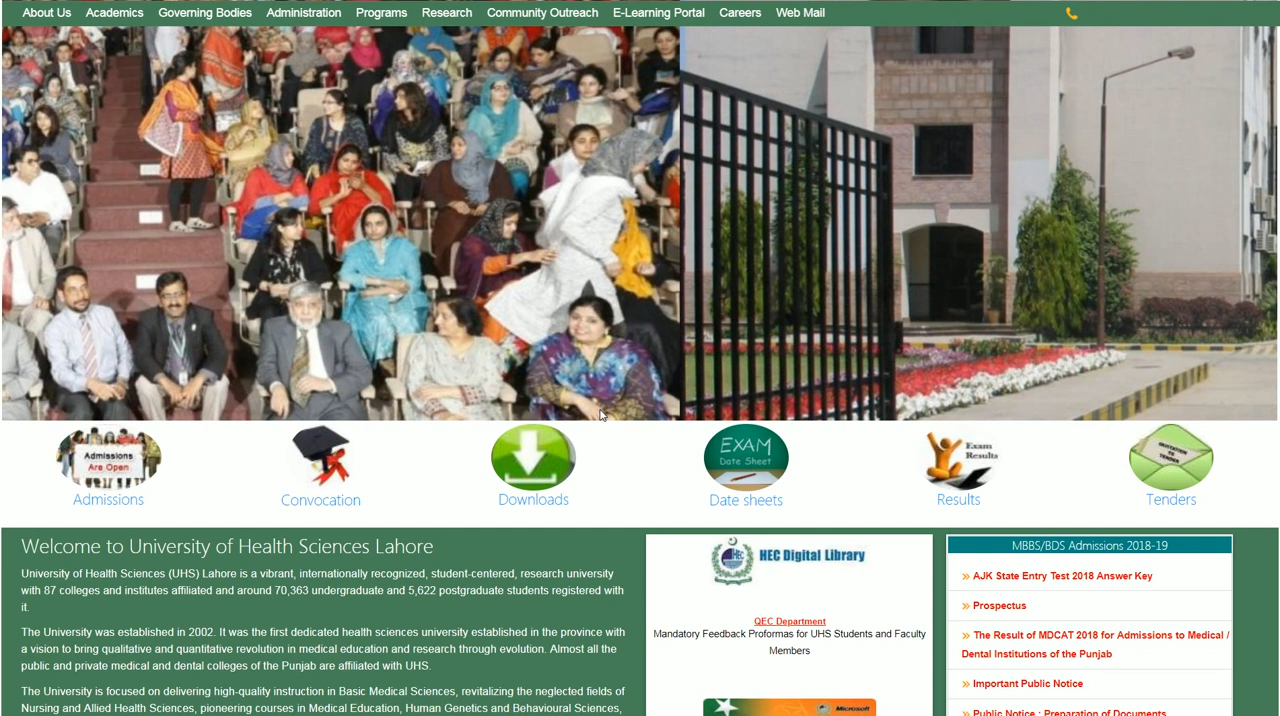 About Us Academics Governing Bodies Administration Programs Research Community Outreach E-Learning Portal Careers Web Mail
Admissions
Are Open
EXAM
Date Sheet
Exam
Results
INVITATION
TO
TENDER
Admissions Convocation Downloads Date sheets Results Tenders
Welcome to University of Health Sciences Lahore
University of Health Sciences (UHS) Lahore is a vibrant, internationally recognized, student-centered, research university
with 87 colleges and institutes affiliated and around 70,363 undergraduate and 5,622 postgraduate students registered with
it.
The University was established in 2002. It was the first dedicated health sciences university established in the province with
a vision to bring qualitative and quantitative revolution in medical education and research through evolution. Almost all the
public and private medical and dental colleges of the Punjab are affiliated with UHS.
The University is focused on delivering high-quality instruction in Basic Medical Sciences, revitalizing the neglected fields of
Nursing and Allied Health Sciences, pioneering courses in Medical Education, Human Genetics and Behavioural Sciences,
HEC
HEC Digital Library
QEC Department
Mandatory Feedback Proformas for UHS Students and Faculty
Members
Microsoft
MBBS/BDS Admissions 2018-19
» AJK State Entry Test 2018 Answer Key
» Prospectus
» The Result of MDCAT 2018 for Admissions to Medical /
Dental Institutions of the Punjab
» Important Public Notice
» Public Notice : Preparation of Documents